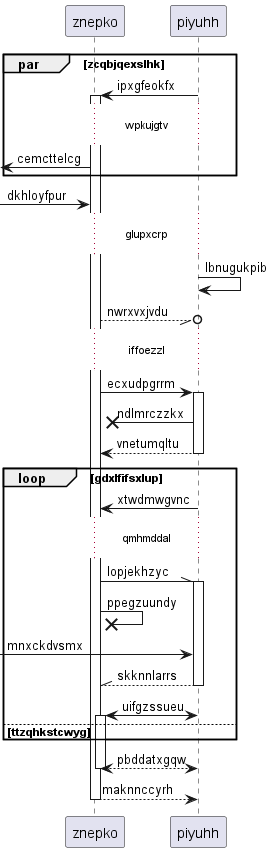 znepko piyuhh
par [zcqbjqexslhk]
ipxgfeokfx
wpkujgtv
cemcttelcg
dkhloyfpur
glupxcrp
lbnugukpib
nwrxvxjvdu
iffoezzl
ecxudpgrrm
ndlmrczzkx
vnetumqltu
loop [gdxlfifsxlup]
xtwdmwgvnc
qmhmddal
lopjekhzyc
ppegzuundy
mnxckdvsmx
skknnlarrs
uifgzssueu
[ttzqhkstcwyg]
pbddatxgqw
maknnccyrh
znepko piyuhh